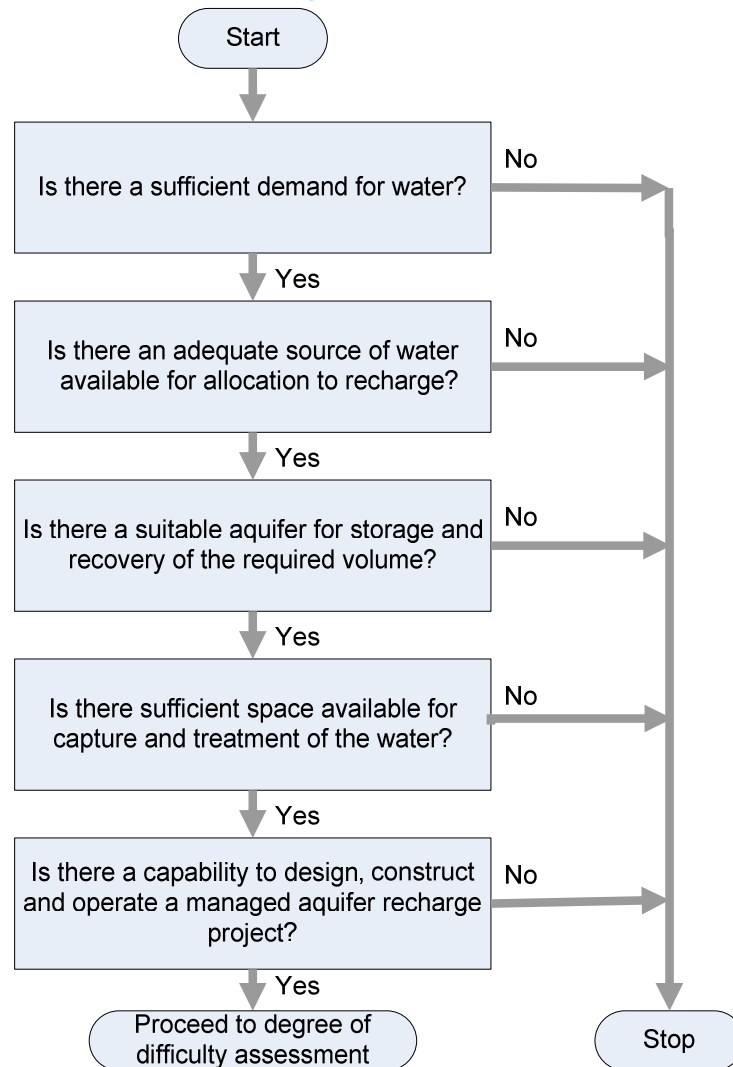 Start
Is there a sufficient demand for water?
No
Yes
Is there an adequate source of water
available for allocation to recharge?
No
Yes
Is there a suitable aquifer for storage and
recovery of the required volume?
No
Yes
Is there sufficient space available for
capture and treatment of the water?
No
Yes
Is there a capability to design, construct
and operate a managed aquifer recharge
project?
No
Yes
Proceed to degree of
difficulty assessment
Stop